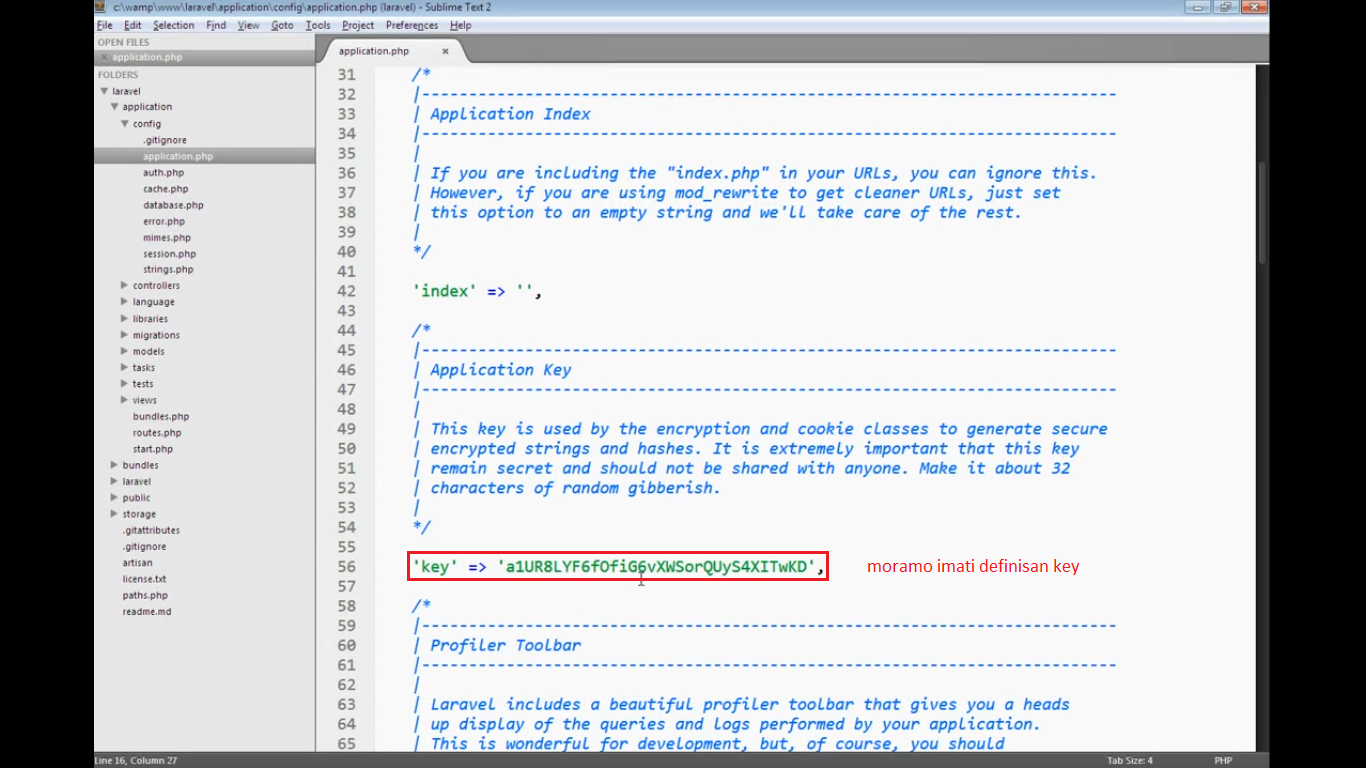 c:\wamp\www\laravel\application\config\application.php (laravel) - Sublime Text 2
File Edit Selection Find View Goto Tools Project Preferences Help
OPEN FILES
application.php
FOLDERS
laravel
application
config
.gitignore
application.php
auth.php
cache.php
database.php
error.php
mimes.php
session.php
strings.php
controllers
language
libraries
migrations
models
tasks
tests
views
bundles.php
routes.php
start.php
bundles
laravel
public
storage
.gitattributes
.gitignore
artisan
license.txt
paths.php
readme.md
application.php
31 /*
32 |--------------------------------------------------------------------------
33 | Application Index
34 |--------------------------------------------------------------------------
35 |
36 | If you are including the "index.php" in your URLs, you can ignore this.
37 | However, if you are using mod_rewrite to get cleaner URLs, just set
38 | this option to an empty string and we'll take care of the rest.
39 |
40 */
41
42 'index' => '',
43
44 /*
45 |--------------------------------------------------------------------------
46 | Application Key
47 |--------------------------------------------------------------------------
48 |
49 | This key is used by the encryption and cookie classes to generate secure
50 | encrypted strings and hashes. It is extremely important that this key
51 | remain secret and should not be shared with anyone. Make it about 32
52 | characters of random gibberish.
53 |
54 */
55
56 'key' => 'a1UR8LYF6fOfiG6vXWSorQUyS4XITwKD', moramo imati definisan key
57
58 /*
59 |--------------------------------------------------------------------------
60 | Profiler Toolbar
61 |--------------------------------------------------------------------------
62 |
63 | Laravel includes a beautiful profiler toolbar that gives you a heads
64 | up display of the queries and logs performed by your application.
65 | This is wonderful for development, but, of course, you should
Line 16, Column 27 Tab Size: 4 PHP